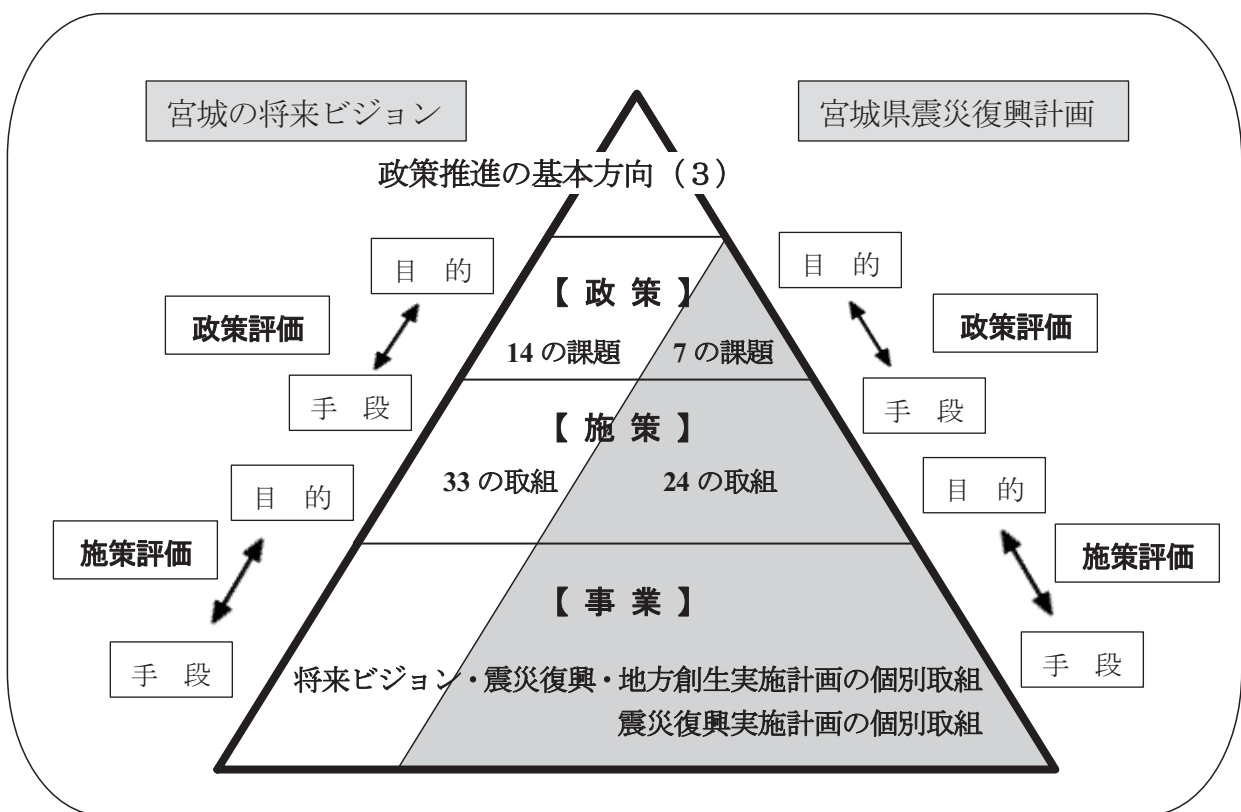 宮城の将来ビジョン
宮城県震災復興計画
政策推進の基本方向(3)
目 的
目 的
【 政 策 】
政策評価
政策評価
14 の課題
7 の課題
手 段
手 段
【 施 策 】
33 の取組
24 の取組
目 的
目 的
施策評価
施策評価
【 事 業 】
手 段
手 段
将来ビジョン・震災復興・地方創生実施計画の個別取組
震災復興実施計画の個別取組